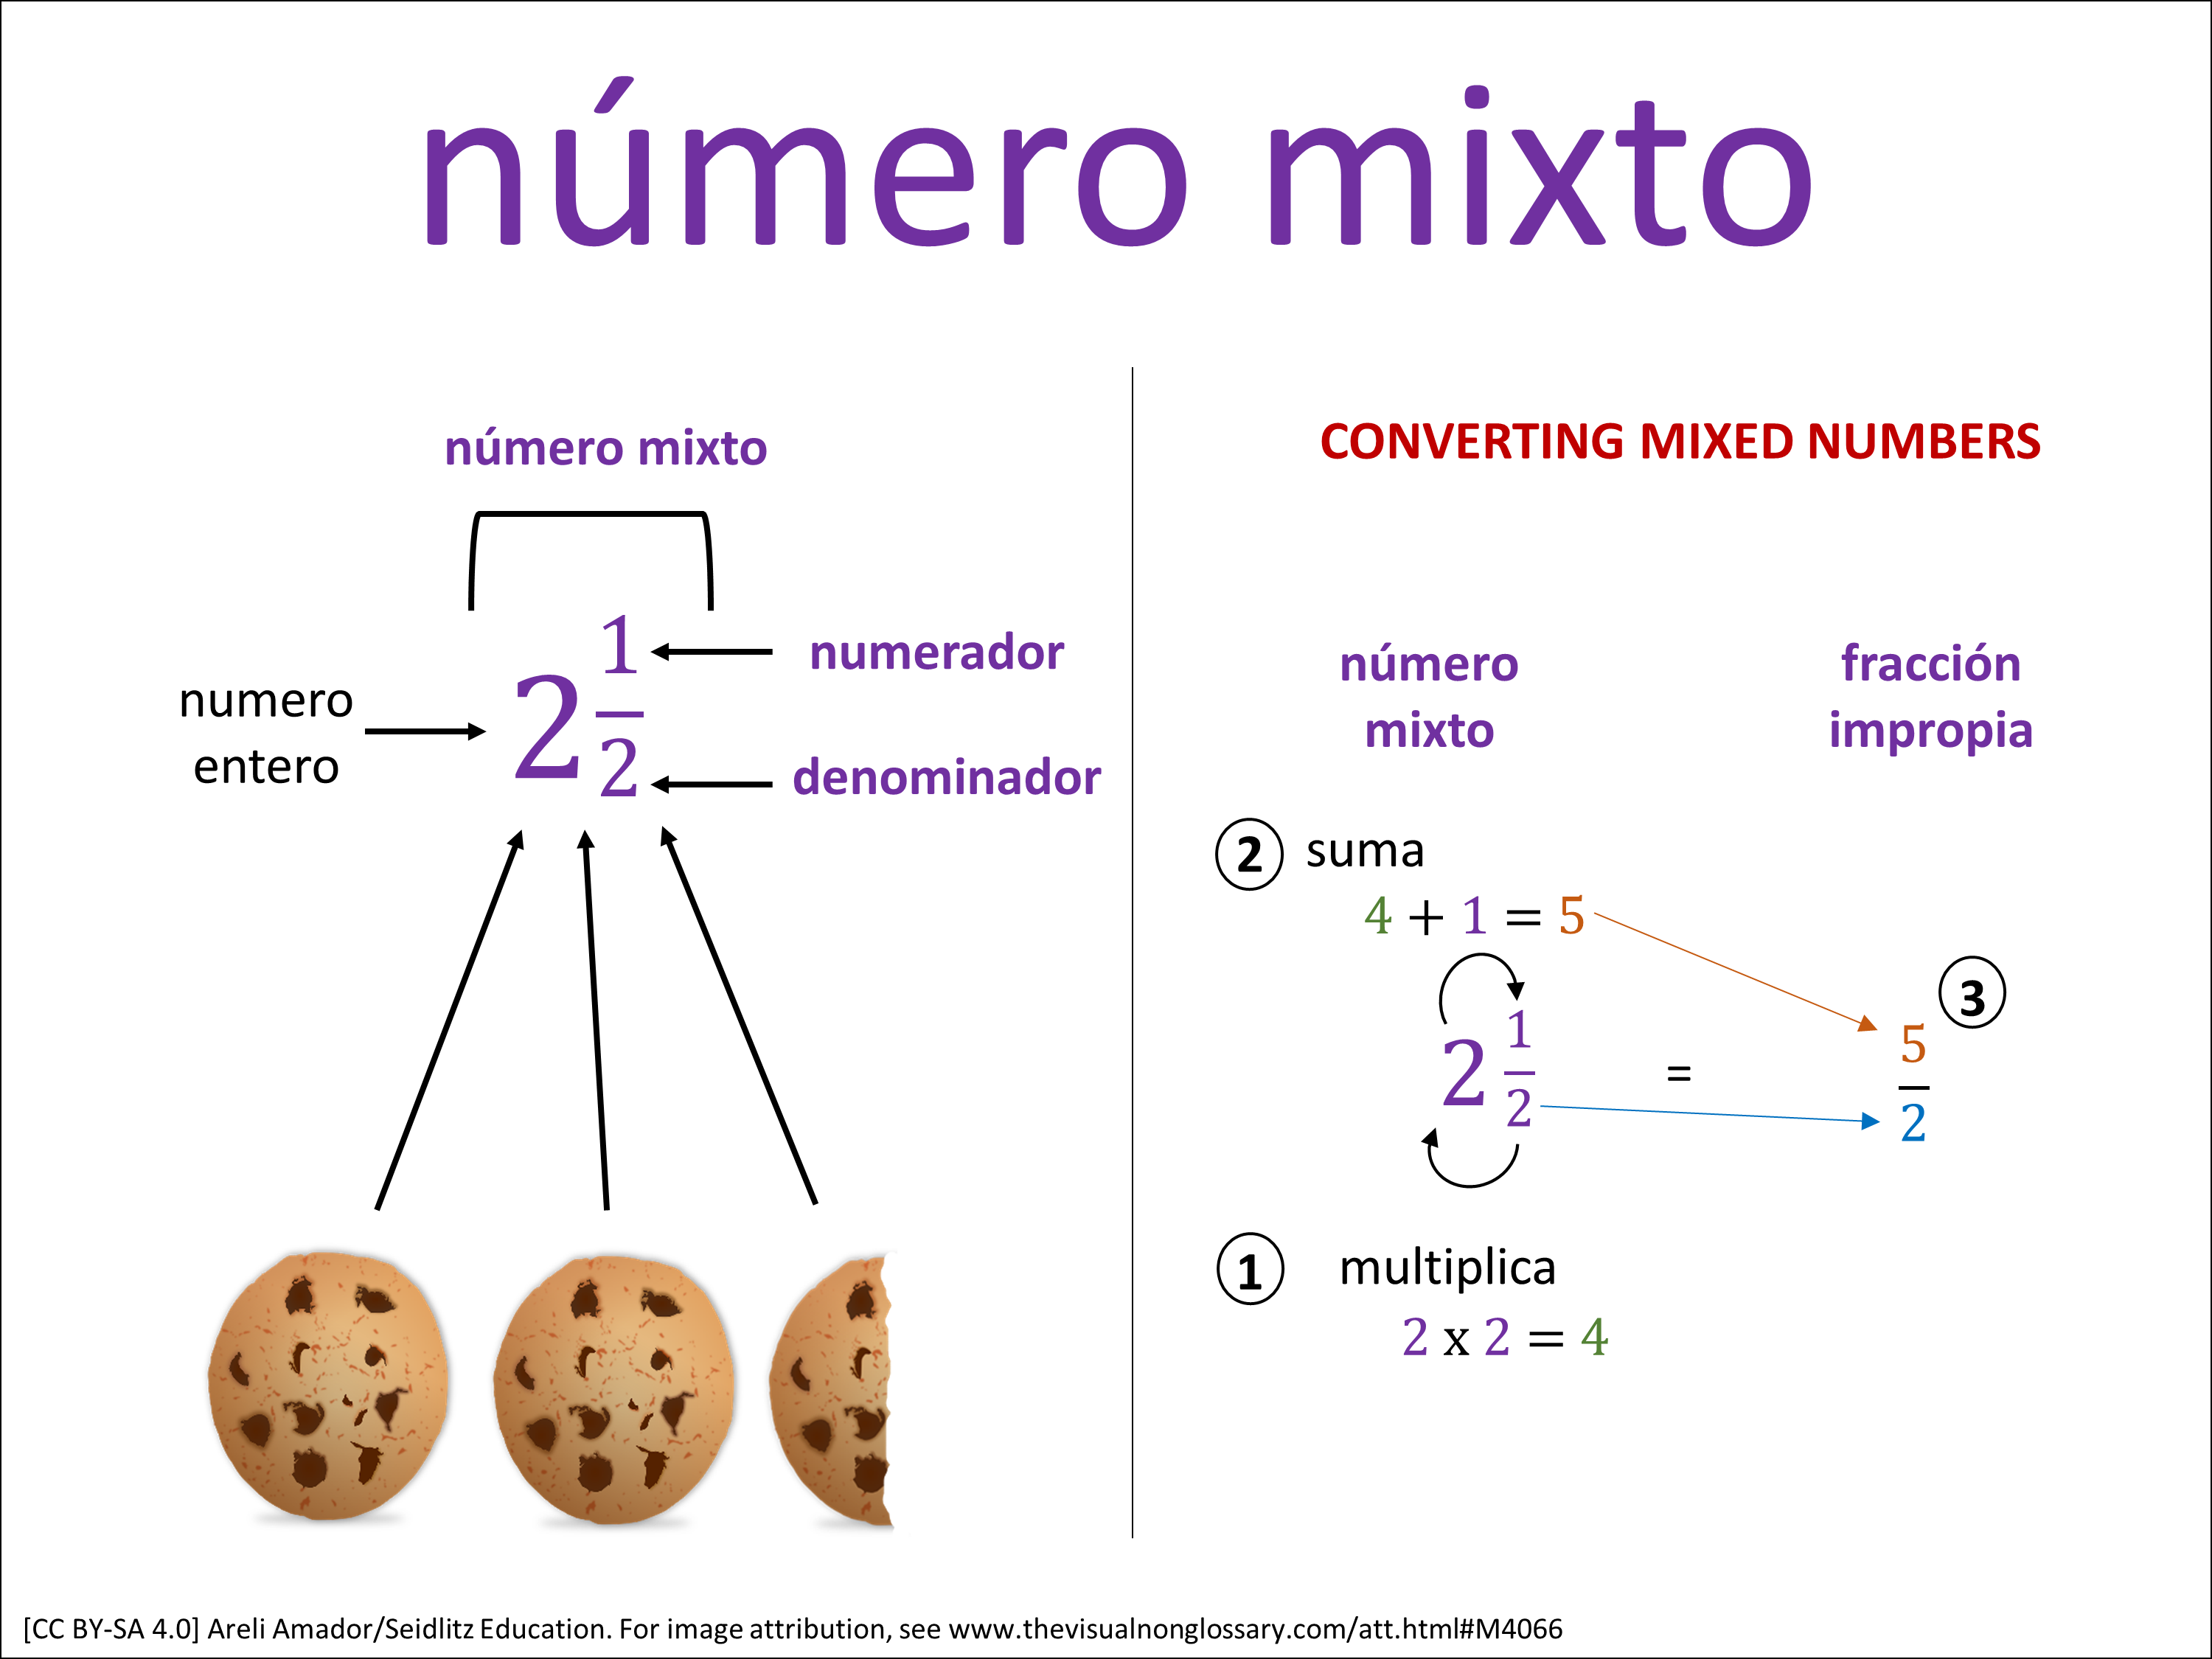 número mixto
número mixto
numero
entero
2 1/2
numerador
denominador
CONVERTING MIXED NUMBERS
número
mixto
fracción
impropia
2 suma
4 + 1 = 5
2 1/2 = 5/2
3
1 multiplica
2 x 2 = 4
[CC BY-SA 4.0] Areli Amador/Seidlitz Education. For image attribution, see www.thevisualnonglossary.com/att.html#M4066